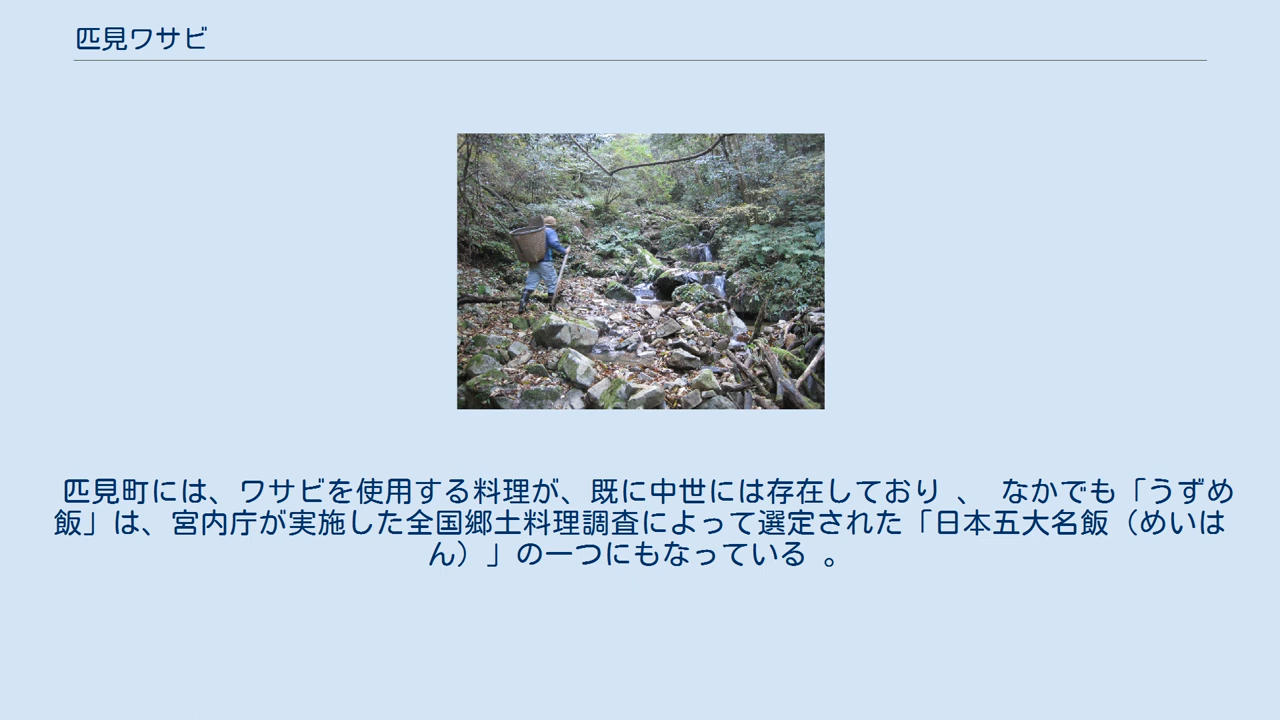 匹見ワサビ
匹見町には、ワサビを使用する料理が、既に中世には存在しており 、 なかでも「うずめ
飯」は、宮内庁が実施した全国郷土料理調査によって選定された「日本五大名飯（めいは
ん）」の一つにもなっている 。